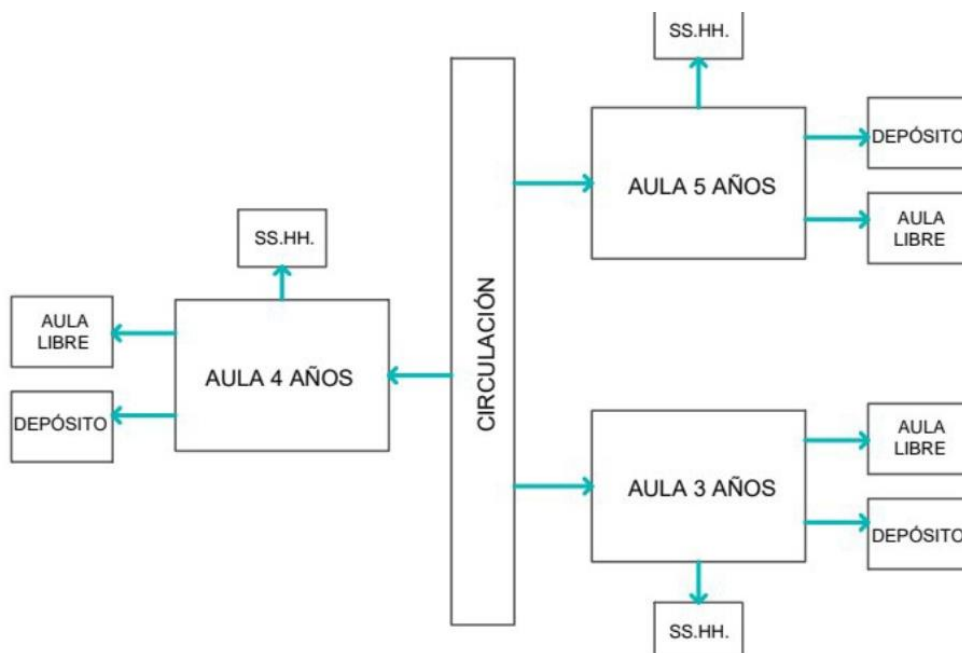 SS.HH.
AULA 5 AÑOS
DEPÓSITO
AULA
LIBRE
SS.HH.
AULA
LIBRE
DEPÓSITO
AULA 4 AÑOS
CIRCULACIÓN
AULA 3 AÑOS
AULA
LIBRE
DEPÓSITO
SS.HH.